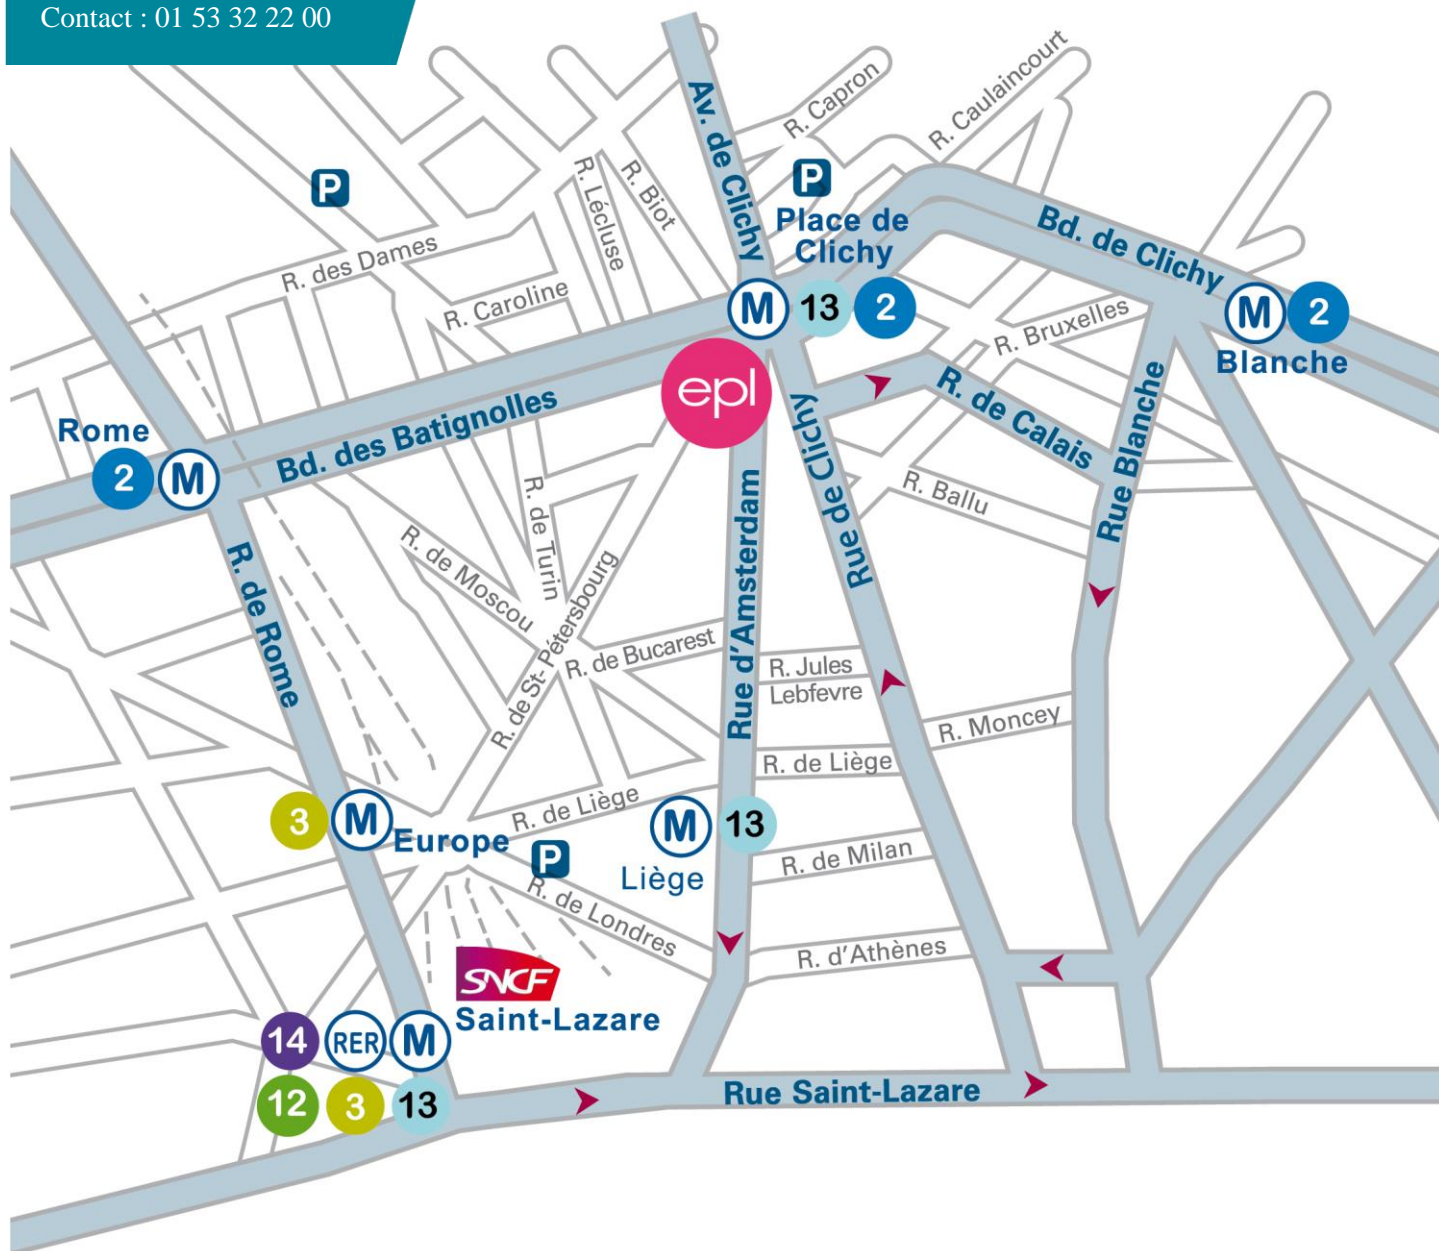 Contact : 01 53 32 22 00
R. Capron
R. Caulaincourt
Av. de Clichy
P
P
R. Lécluse
R. Biot
Place de
Clichy
Bd. de Clichy
R. des Dames
R. Caroline
M
13
2
R. Bruxelles
M
2
Blanche
epl
R. de Calais
Rue Blanche
Bd. des Batignolles
Rome
2
M
Rue de Clichy
R. Ballu
R. de Turin
R. de Moscou
R. de St- Pétersbourg
Rue d'Amsterdam
R. de Rome
R. de Bucarest
R. Jules
Lebfevre
R. Moncey
R. de Liège
R. de Liège
3
M
Europe
P
M
13
Liège
R. de Milan
R. de Londres
R. d'Athènes
SNCF
Saint-Lazare
14
RER
M
12
3
13
Rue Saint-Lazare